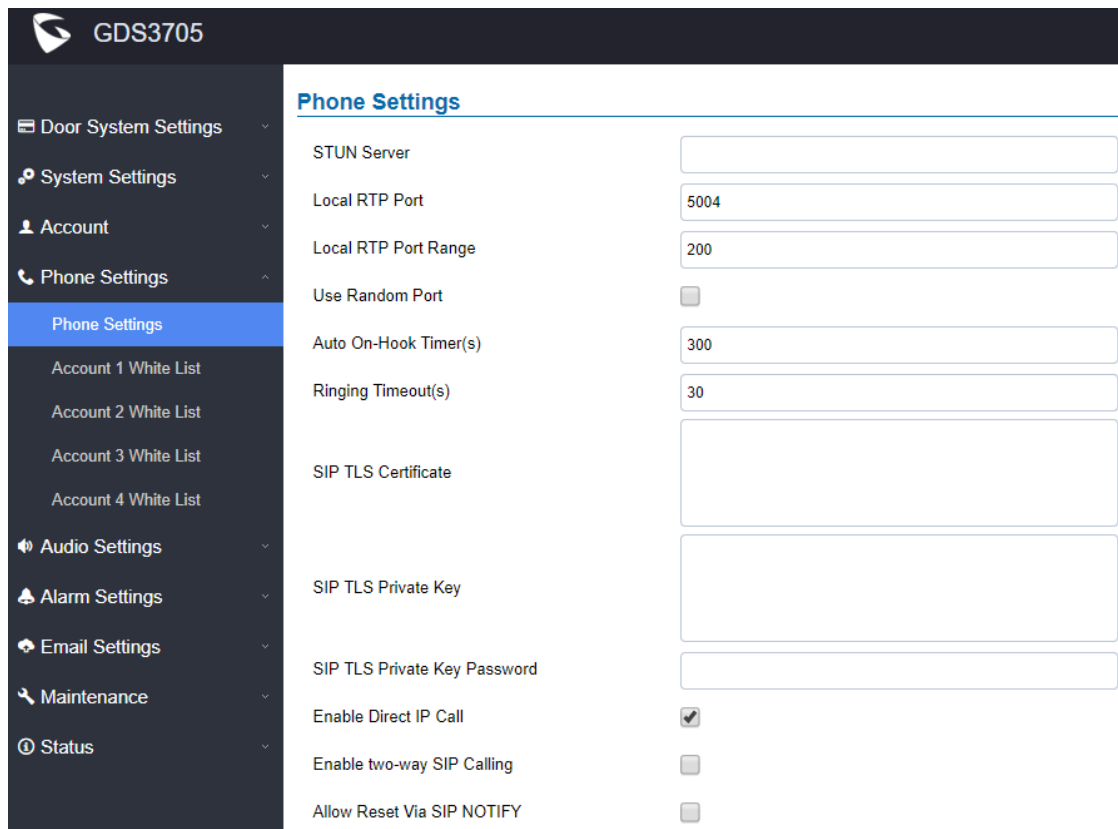 GDS3705
Door System Settings
System Settings
Account
Phone Settings
Phone Settings
Account 1 White List
Account 2 White List
Account 3 White List
Account 4 White List
Audio Settings
Alarm Settings
Email Settings
Maintenance
Status
Phone Settings
STUN Server
Local RTP Port 5004
Local RTP Port Range 200
Use Random Port
Auto On-Hook Timer(s) 300
Ringing Timeout(s) 30
SIP TLS Certificate
SIP TLS Private Key
SIP TLS Private Key Password
Enable Direct IP Call
Enable two-way SIP Calling
Allow Reset Via SIP NOTIFY